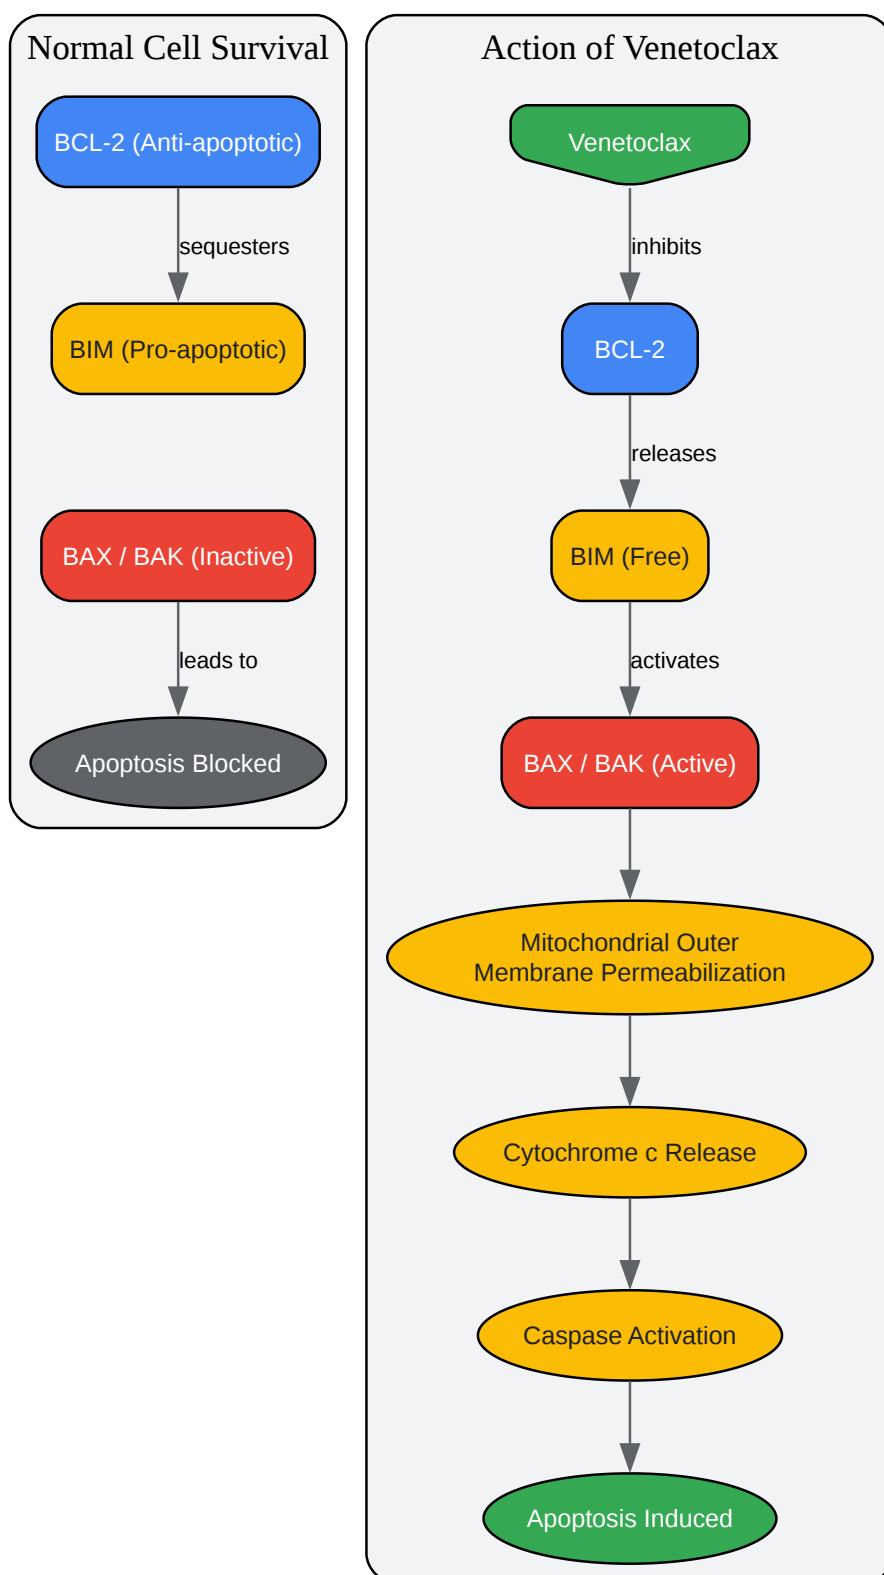 Normal Cell Survival
BCL-2 (Anti-apoptotic)
sequesters
BIM (Pro-apoptotic)
BAX / BAK (Inactive)
leads to
Apoptosis Blocked
Action of Venetoclax
Venetoclax
inhibits
BCL-2
releases
BIM (Free)
activates
BAX / BAK (Active)
Mitochondrial Outer
Membrane Permeabilization
Cytochrome c Release
Caspase Activation
Apoptosis Induced